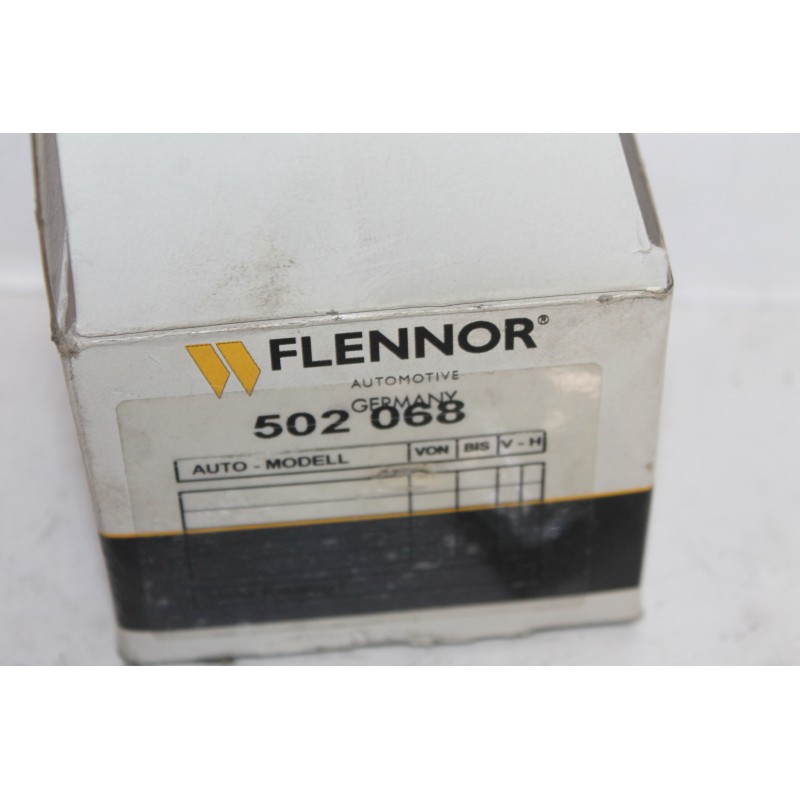 FLENNOR®
AUTOMOTIVE
GERMANY
502 068
AUTO - MODELL VON BIS V - H